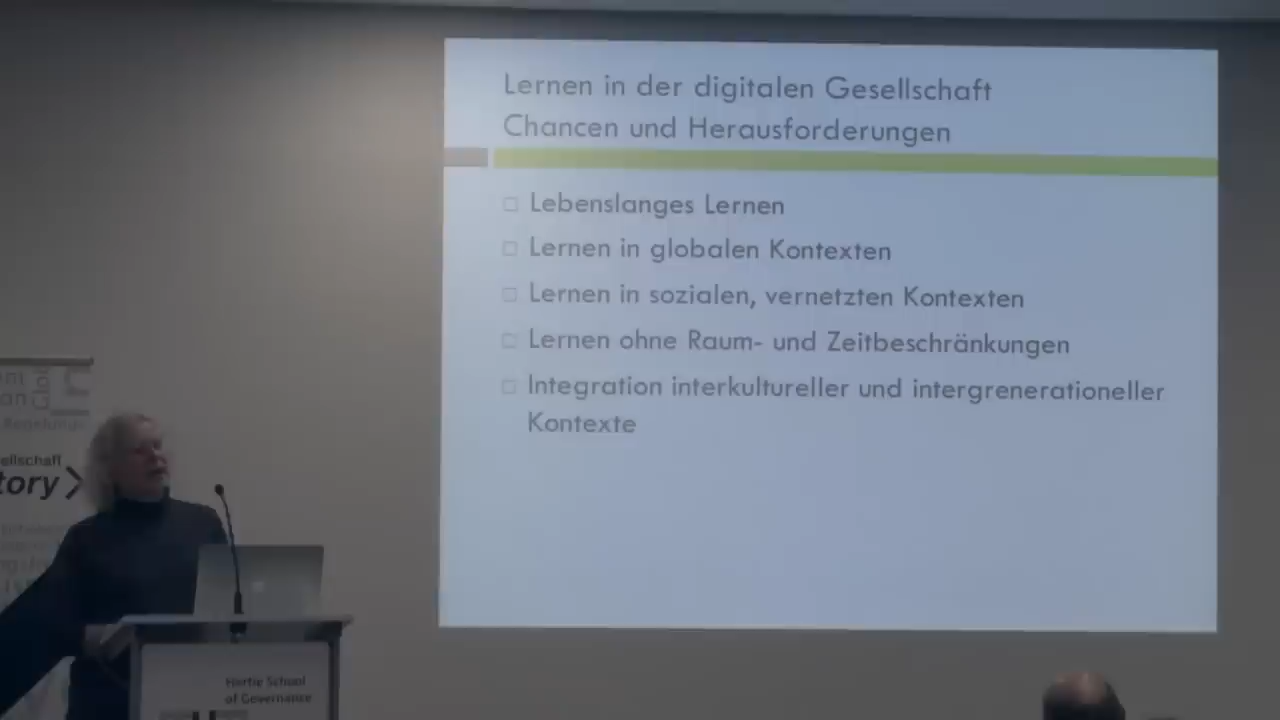 Lernen in der digitalen Gesellschaft
Chancen und Herausforderungen
Lebenslanges Lernen
Lernen in globalen Kontexten
Lernen in sozialen, vernetzten Kontexten
Lernen ohne Raum- und Zeitbeschränkungen
Integration interkultureller und intergrenerationeller
Kontexte
ellschaft
tory
Hertie School
of Governance